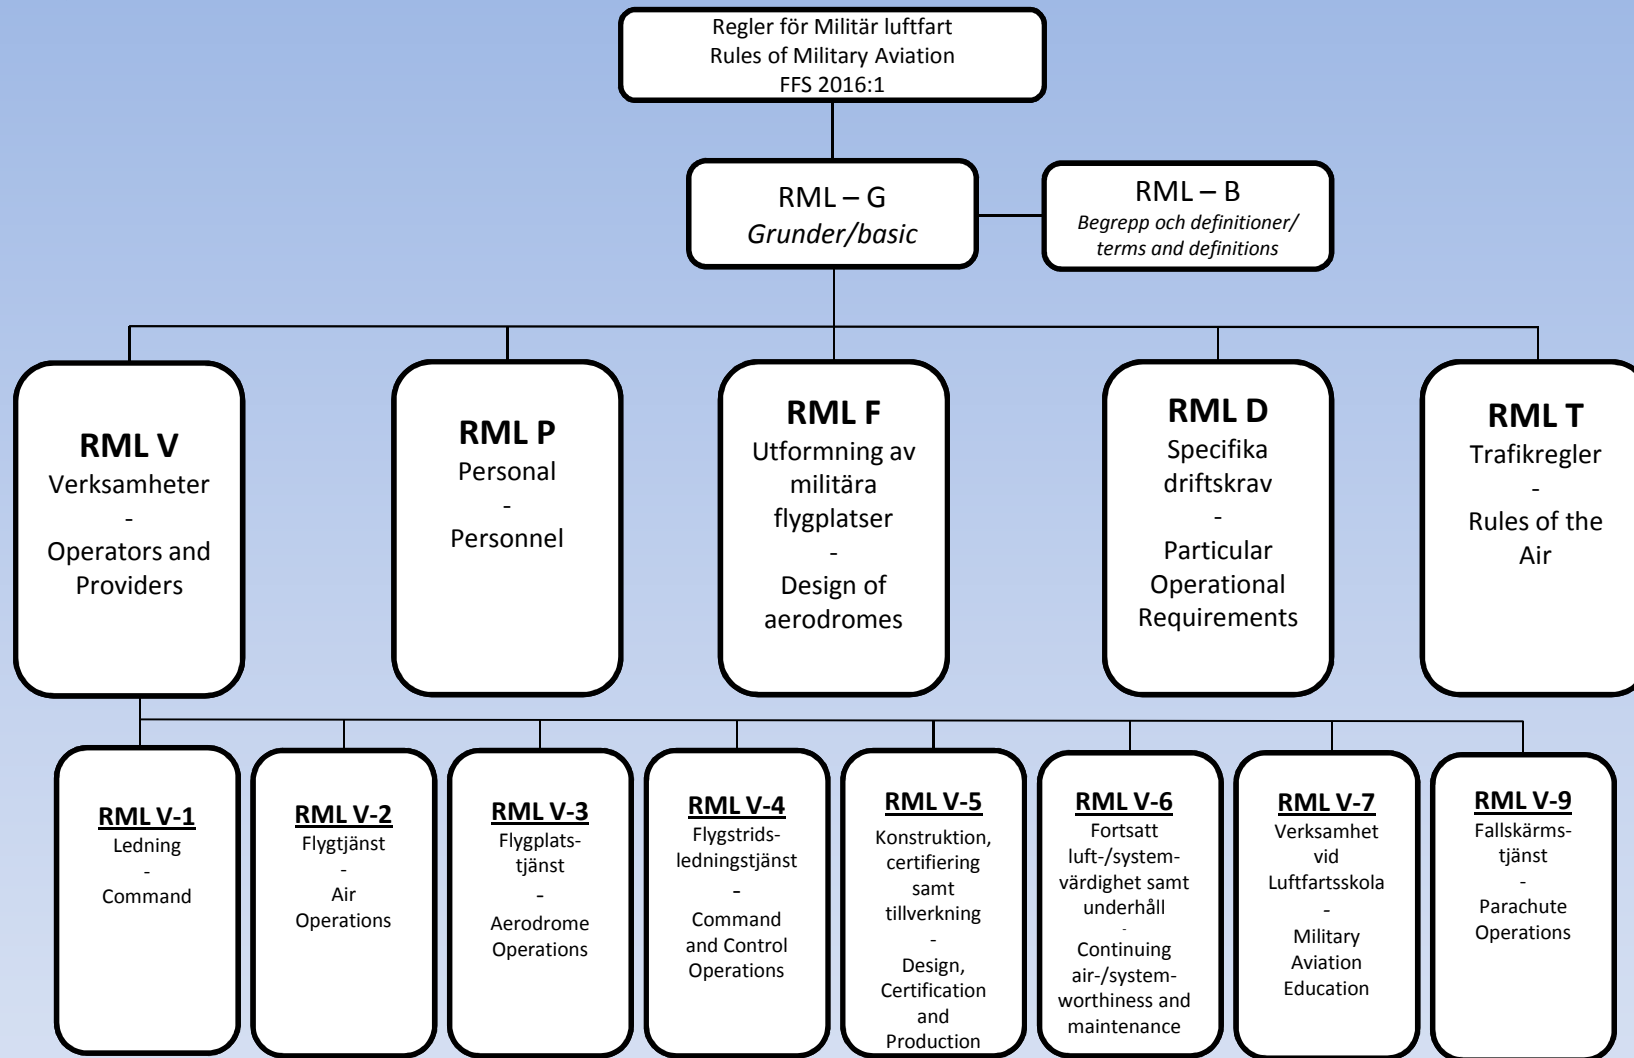 Regler för Militär luftfart
Rules of Military Aviation
FFS 2016:1
RML – G
Grunder/basic
RML – B
Begrepp och definitioner/
terms and definitions
RML V
Verksamheter
-
Operators and
Providers
RML P
Personal
-
Personnel
RML F
Utformning av
militära
flygplatser
-
Design of
aerodromes
RML D
Specifika
driftskrav
-
Particular
Operational
Requirements
RML T
Trafikregler
-
Rules of the
Air
RML V-1
Ledning
-
Command
RML V-2
Flygtjänst
-
Air
Operations
RML V-3
Flygplats-
tjänst
-
Aerodrome
Operations
RML V-4
Flygstrids-
ledningstjänst
-
Command
and Control
Operations
RML V-5
Konstruktion,
certifiering
samt
tillverkning
-
Design,
Certification
and
Production
RML V-6
Fortsatt
luft-/system-
värdighet samt
underhåll
-
Continuing
air-/system-
worthiness and
maintenance
RML V-7
Verksamhet
vid
Luftfartsskola
-
Military
Aviation
Education
RML V-9
Fallskärms-
tjänst
-
Parachute
Operations